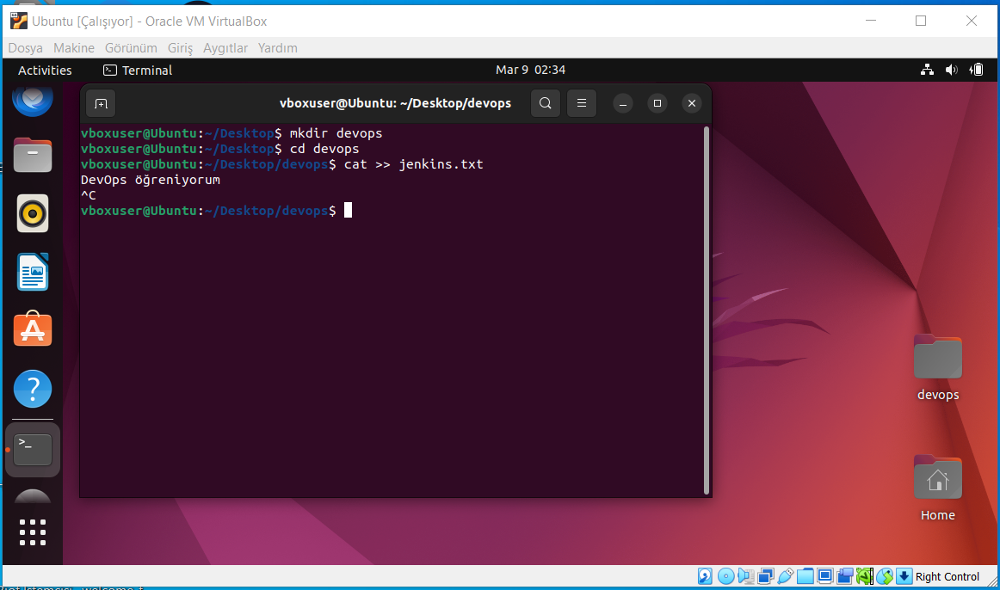 Ubuntu [Çalışıyor] - Oracle VM VirtualBox
Dosya Makine Görünüm Giriş Aygıtlar Yardım
Activities Terminal Mar 9 02:34
vboxuser@Ubuntu: ~/Desktop/devops
vboxuser@Ubuntu:~/Desktop$ mkdir devops
vboxuser@Ubuntu:~/Desktop$ cd devops
vboxuser@Ubuntu:~/Desktop/devops$ cat >> jenkins.txt
DevOps öğreniyorum
^C
vboxuser@Ubuntu:~/Desktop/devops$
devops
Home
Right Control